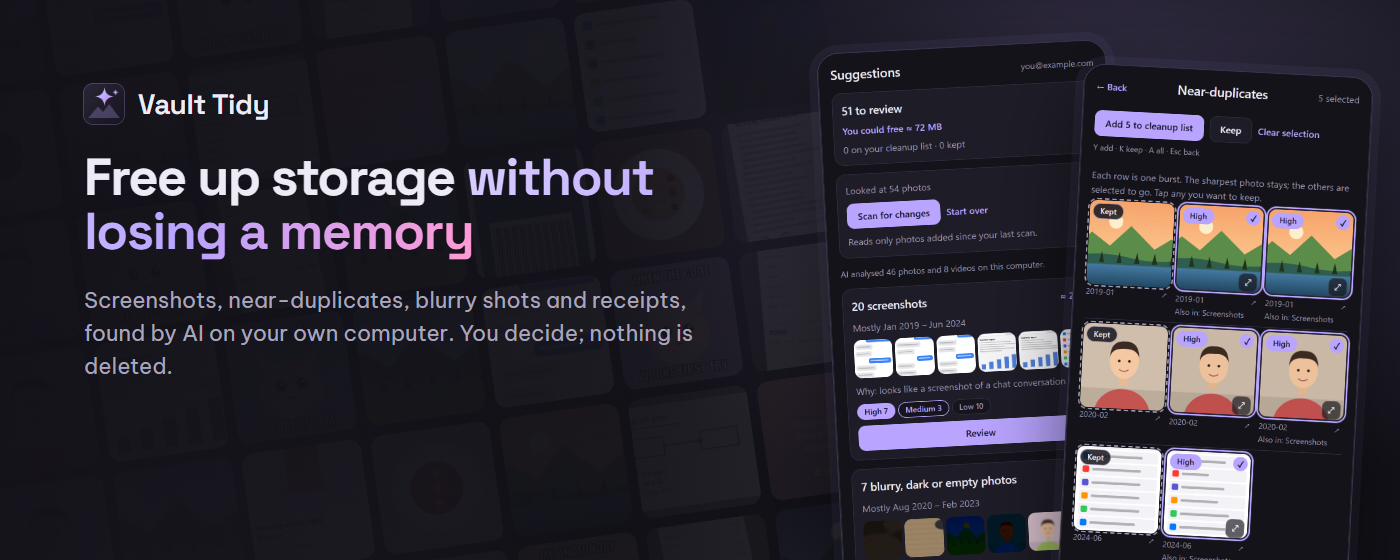 Vault Tidy
Free up storage without
losing a memory
Screenshots, near-duplicates, blurry shots and receipts,
found by AI on your own computer. You decide; nothing is
deleted.
Suggestions
you@example.com
51 to review
You could free ≈ 72 MB
0 on your cleanup list · 0 kept
Looked at 54 photos
Scan for changes
Start over
Reads only photos added since your last scan.
AI analysed 46 photos and 8 videos on this computer.
20 screenshots
Mostly Jan 2019 – Jun 2024
Why: looks like a screenshot of a chat conversation
High 7
Medium 3
Low 10
Review
7 blurry, dark or empty photos
Mostly Aug 2020 – Feb 2023
← Back
Near-duplicates
5 selected
Add 5 to cleanup list
Keep
Clear selection
Y add · K keep · A all · Esc back
Each row is one burst. The sharpest photo stays; the others are
selected to go. Tap any you want to keep.
Kept
High
High
2019-01
2019-01
2019-01
Also in: Screenshots
Also in: Screenshots
Kept
High
High
2020-02
2020-02
2020-02
Also in: Screenshots
Kept
High
2024-06
2024-06
Also in: Screenshots